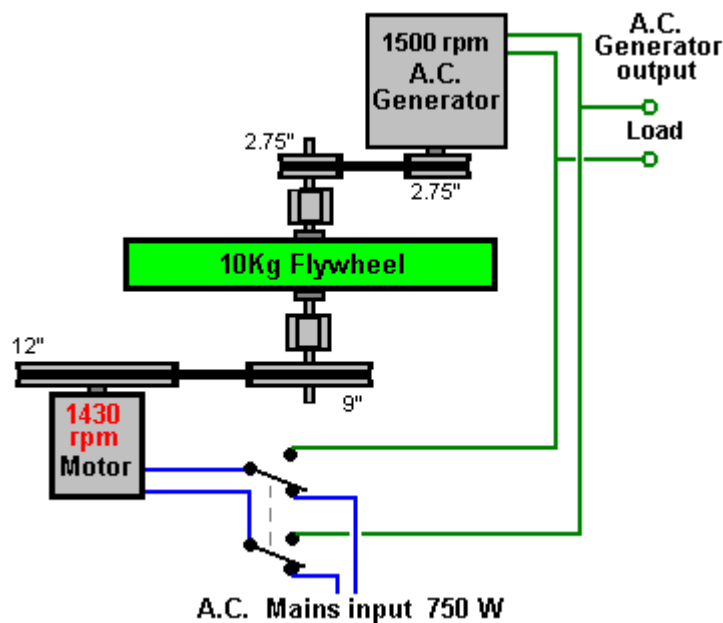 1500 rpm
A.C.
Generator
A.C.
Generator
output
Load
2.75"
2.75"
10Kg Flywheel
12"
9"
1430
rpm
Motor
A.C. Mains input 750 W